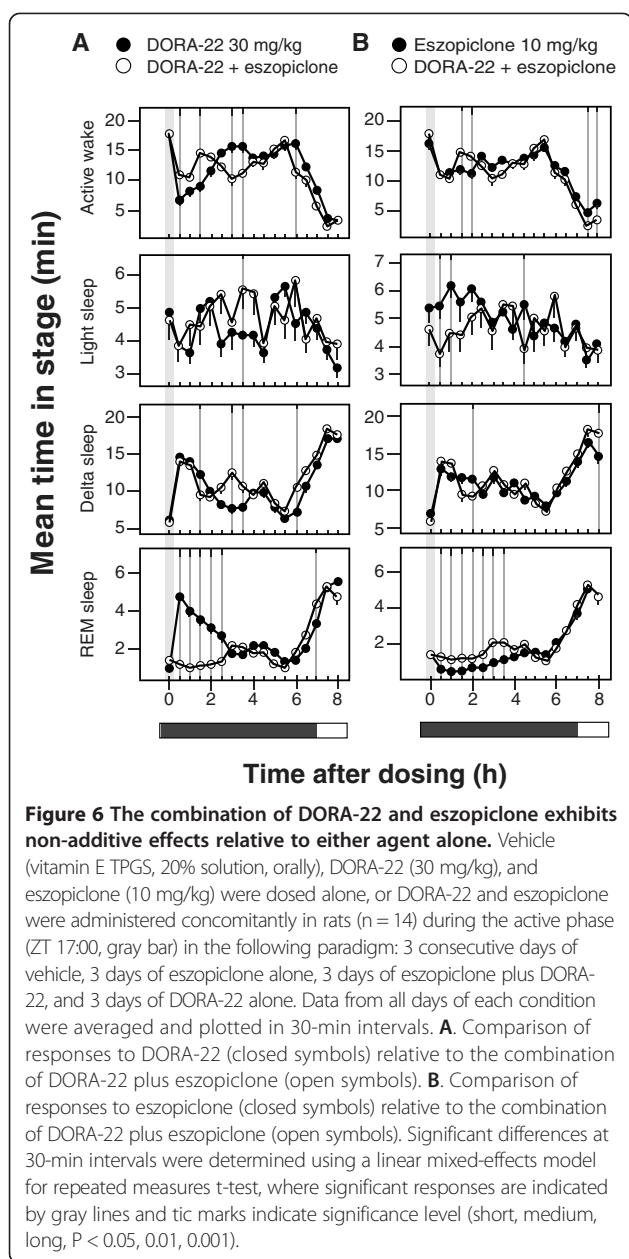 A ● DORA-22 30 mg/kg
○ DORA-22 + eszopiclone
B ● Eszopiclone 10 mg/kg
○ DORA-22 + eszopiclone
Mean time in stage (min)
Active wake
20
15
10
5
20
15
10
5
Light sleep
6
5
4
3
7
6
5
4
3
Delta sleep
20
15
10
5
20
15
10
5
REM sleep
6
4
2
6
4
2
0 2 4 6 8
0 2 4 6 8
Time after dosing (h)
Figure 6 The combination of DORA-22 and eszopiclone exhibits
non-additive effects relative to either agent alone. Vehicle
(vitamin E TPGS, 20% solution, orally), DORA-22 (30 mg/kg), and
eszopiclone (10 mg/kg) were dosed alone, or DORA-22 and eszopiclone
were administered concomitantly in rats (n = 14) during the active phase
(ZT 17:00, gray bar) in the following paradigm: 3 consecutive days of
vehicle, 3 days of eszopiclone alone, 3 days of eszopiclone plus DORA-
22, and 3 days of DORA-22 alone. Data from all days of each condition
were averaged and plotted in 30-min intervals. A. Comparison of
responses to DORA-22 (closed symbols) relative to the combination
of DORA-22 plus eszopiclone (open symbols). B. Comparison of
responses to eszopiclone (closed symbols) relative to the combination
of DORA-22 plus eszopiclone (open symbols). Significant differences at
30-min intervals were determined using a linear mixed-effects model
for repeated measures t-test, where significant responses are indicated
by gray lines and tic marks indicate significance level (short, medium,
long, P < 0.05, 0.01, 0.001).